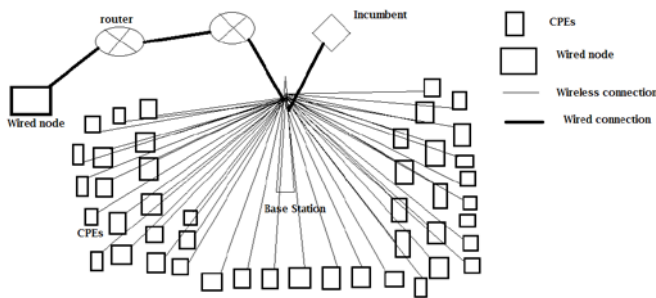 router
Incumbent
CPEs
Wired node
Wireless connection
Wired connection
Wired node
Base Station
CPEs